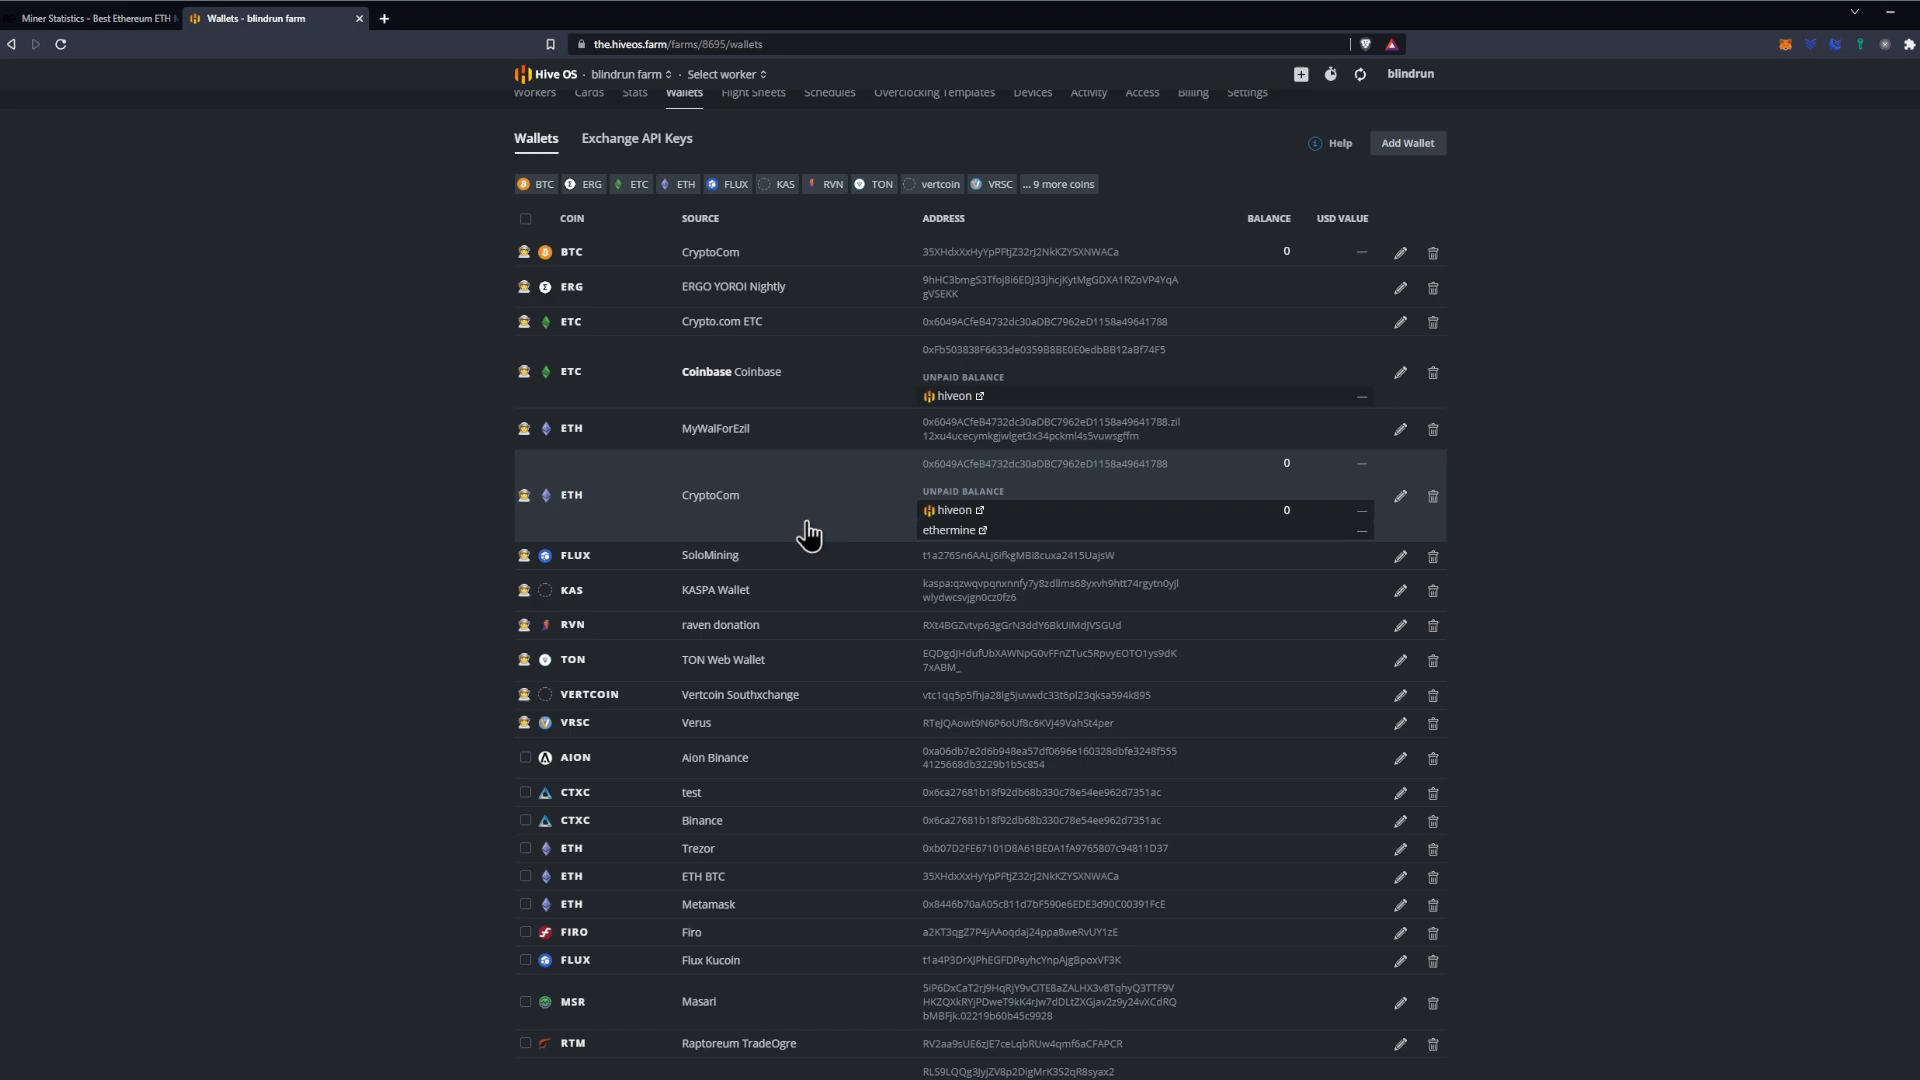 Miner Statistics - Best Ethereum ETH
Wallets - blindrun farm
the.hiveos.farm/farms/8695/wallets
Hive OS · blindrun farm · Select worker
blindrun
Workers Cards Stats Wallets Flight Sheets Schedules Overclocking Templates Devices Activity Access Billing Settings
Wallets Exchange API Keys
Help Add Wallet
BTC ERG ETC ETH FLUX KAS RVN TON vertcoin VRSC ... 9 more coins
COIN SOURCE ADDRESS BALANCE USD VALUE
BTC CryptoCom 35XHdxXxHyYpPFtjZ32rJ2NkKZYSXNWACa 0 —
9hHC3bmgS3Tfoj8i6EDJ33jhcjKytMgGDXA1RZoVP4YqA
ERG ERGO YOROI Nightly
gVSEKK
ETC Crypto.com ETC 0x6049ACfeB4732dc30aDBC7962eD1158a49641788
0xFb503838F6633de0359B8BE0E0edbBB12aBf74F5
ETC Coinbase Coinbase
UNPAID BALANCE
hiveon —
0x6049ACfeB4732dc30aDBC7962eD1158a49641788.zil
ETH MyWalForEzil
12xu4ucecymkgjwlget3x34pckml4s5vuwsgffm
0x6049ACfeB4732dc30aDBC7962eD1158a49641788 0 —
ETH CryptoCom
UNPAID BALANCE
hiveon 0 —
ethermine —
FLUX SoloMining t1a276Sn6AALj6ifkgMBi8cuxa2415UajsW
kaspa:qzwqvpqnxnnfy7y8zdllms68yxvh9htt74rgytn0yjl
KAS KASPA Wallet
wlydwcsvjgn0cz0fz6
RVN raven donation RXt4BGZvtvp63gGrN3ddY6BkUiMdJVSGUd
EQDgdJHdufUbXAWNpG0vFFnZTuc5RpvyEOTO1ys9dK
TON TON Web Wallet
7xABM_
VERTCOIN Vertcoin Southxchange vtc1qq5p5fhja28lg5juvwdc33t6pl23qksa594k895
VRSC Verus RTeJQAowt9N6P6oUf8c6KVj49VahSt4per
0xa06db7e2d6b948ea57df0696e160328dbfe3248f555
AION Aion Binance
4125668db3229b1b5c854
CTXC test 0x6ca27681b18f92db68b330c78e54ee962d7351ac
CTXC Binance 0x6ca27681b18f92db68b330c78e54ee962d7351ac
ETH Trezor 0xb07D2FE67101D8A61BE0A1fA9765807c94811D37
ETH ETH BTC 35XHdxXxHyYpPFtjZ32rJ2NkKZYSXNWACa
ETH Metamask 0x8446b70aA05c811d7bF590e6EDE3d90C00391FcE
FIRO Firo a2KT3qgZ7P4jAAoqdaj24ppa8weRvUY1zE
FLUX Flux Kucoin t1a4P3DrXJPhEGFDPayhcYnpAjgBpoxVF3K
5iP6DxCaT2rJ9HqRjY9vCiTE8aZALHX3v8TqhyQ3TTF9V
MSR Masari
HKZQXkRYjPDweT9kK4rJw7dDLtZXGjav2z9y24vXCdRQ
bMBFjk.02219b60b45c9928
RTM Raptoreum TradeOgre RV2aa9sUE6zJE7ceLqbRUw4qmf6aCFAPCR
RLS9LQQg3JyjZV8p2DigMrK3S2qR8syax2